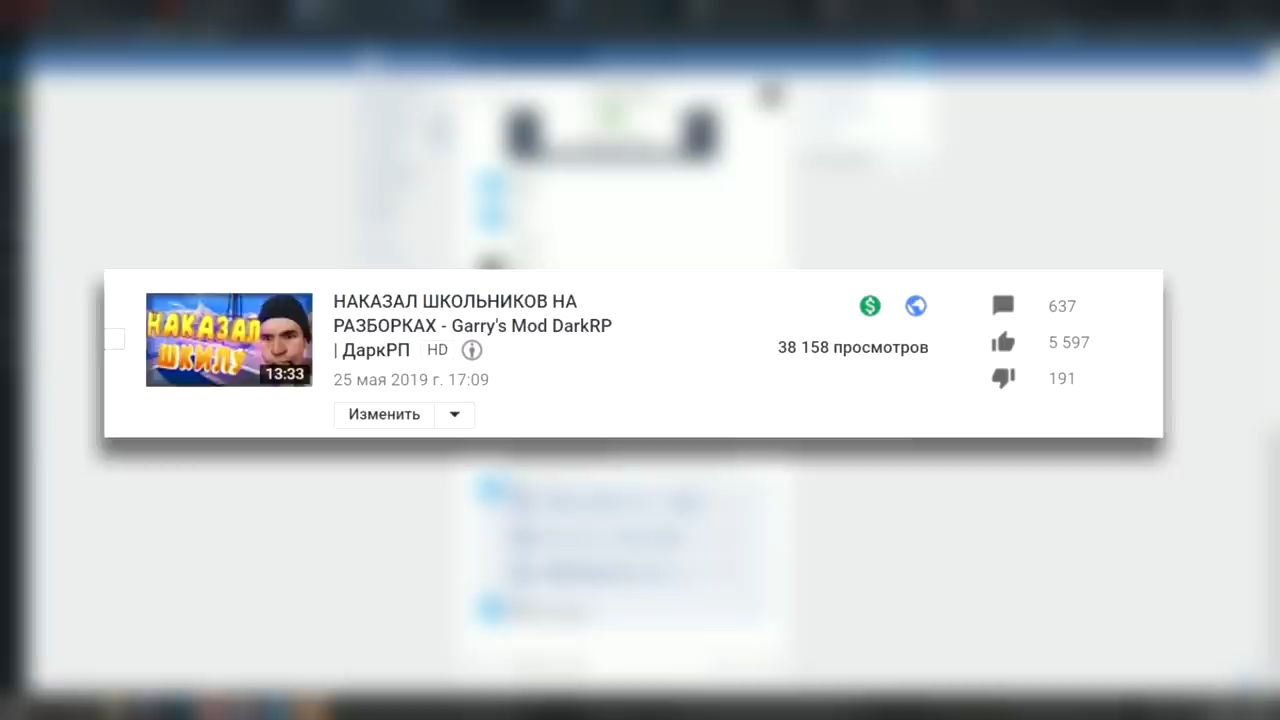 НАКАЗАЛ
ШКИЛУ
13:33
НАКАЗАЛ ШКОЛЬНИКОВ НА
РАЗБОРКАХ - Garry's Mod DarkRP
| ДаркРП HD
25 мая 2019 г. 17:09
Изменить
38 158 просмотров
637
5 597
191